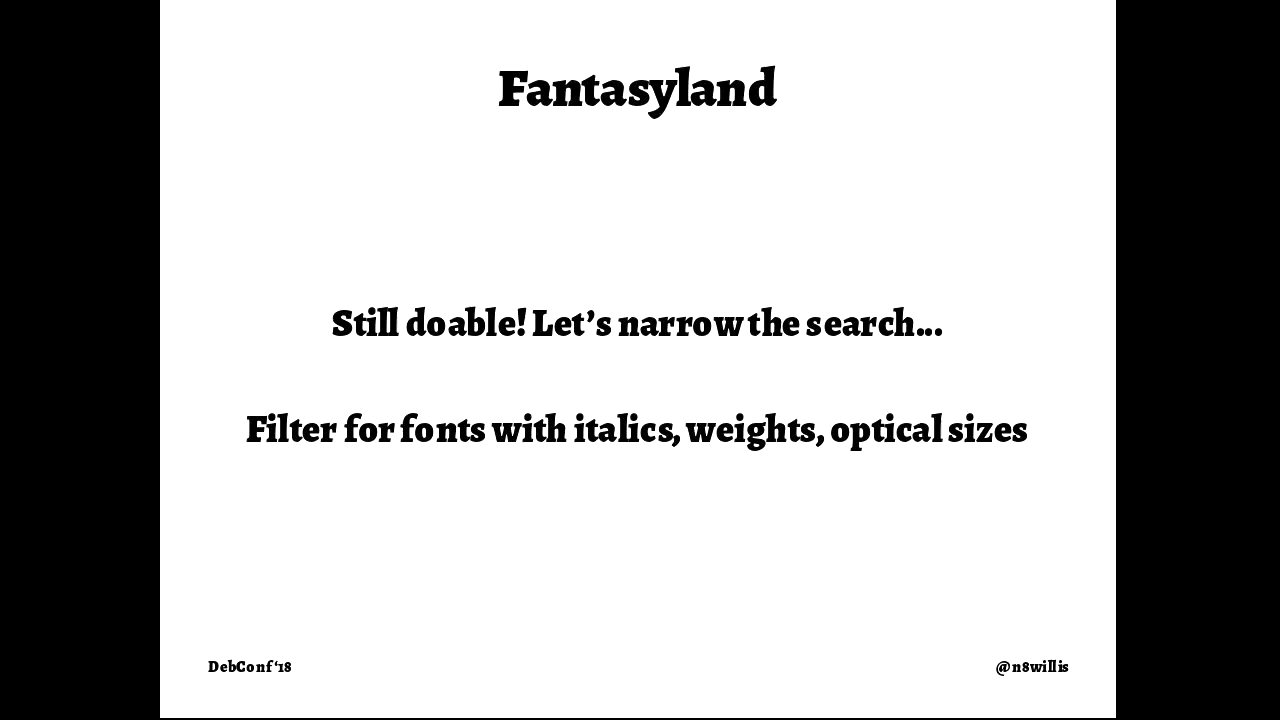 Fantasyland
Still doable! Let’s narrow the search...
Filter for fonts with italics, weights, optical sizes
DebConf ‘18
@n8willis